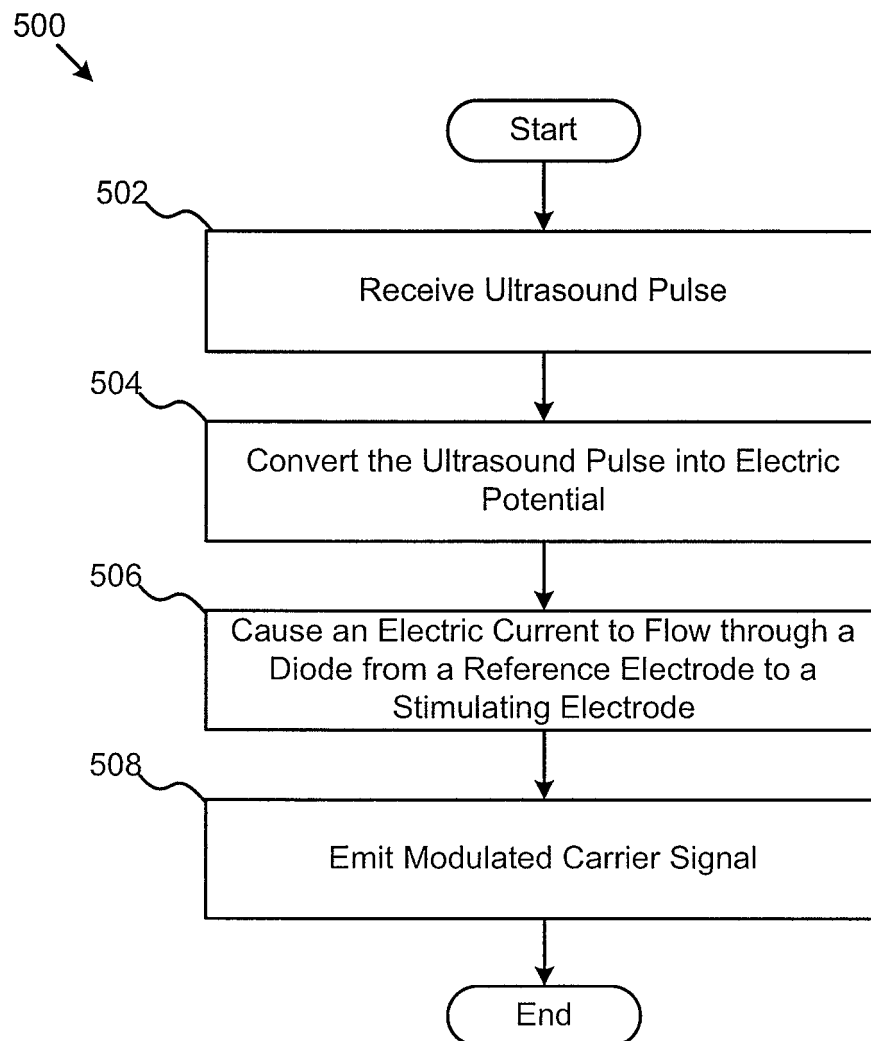 500
Start
502
Receive Ultrasound Pulse
504
Convert the Ultrasound Pulse into Electric
Potential
506
Cause an Electric Current to Flow through a
Diode from a Reference Electrode to a
Stimulating Electrode
508
Emit Modulated Carrier Signal
End